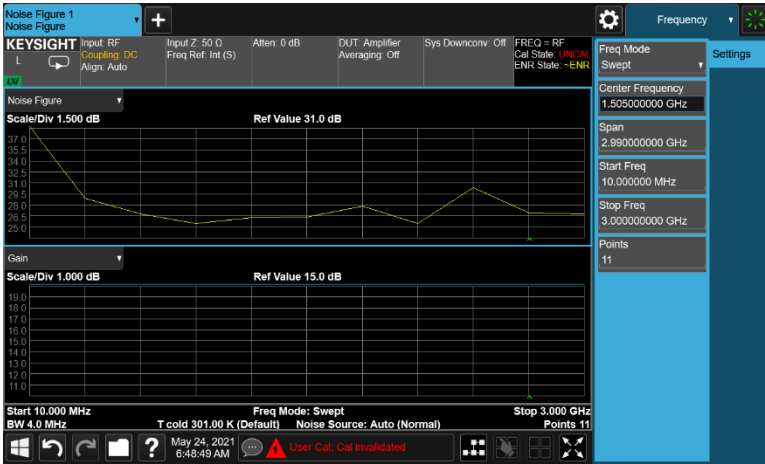 Noise Figure 1
Noise Figure
Frequency
KEYSIGHT
L
LXI
Input: RF
Coupling: DC
Align: Auto
Input Z: 50 Ω
Freq Ref: Int (S)
Atten: 0 dB
DUT: Amplifier
Averaging: Off
Sys Downconv: Off
FREQ = RF
Cal State: UNCAL
ENR State: ~ENR
Freq Mode
Swept
Settings
Center Frequency
1.505000000 GHz
Span
2.990000000 GHz
Start Freq
10.000000 MHz
Stop Freq
3.000000000 GHz
Points
11
Noise Figure
Scale/Div 1.500 dB
Ref Value 31.0 dB
37.0
35.5
34.0
32.5
31.0
29.5
28.0
26.5
25.0
Gain
Scale/Div 1.000 dB
Ref Value 15.0 dB
19.0
18.0
17.0
16.0
15.0
14.0
13.0
12.0
11.0
Start 10.000 MHz
Freq Mode: Swept
Stop 3.000 GHz
BW 4.0 MHz
T cold 301.00 K (Default)
Noise Source: Auto (Normal)
Points 11
?
May 24, 2021
6:48:49 AM
1
User Cal; Cal invalidated